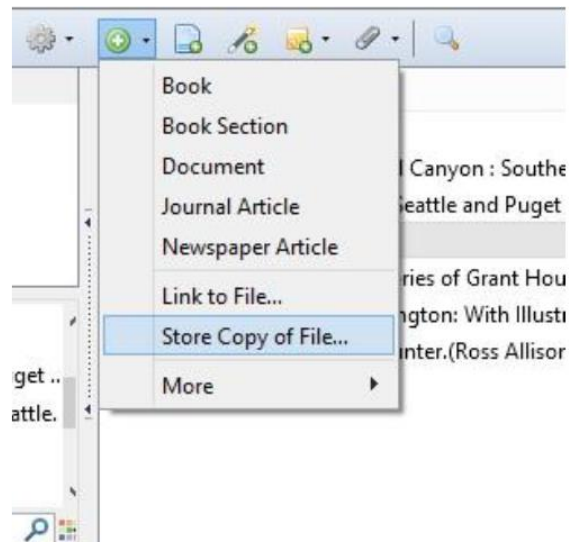 Book
Book Section
Document
l Canyon : Southe
Journal Article
Seattle and Puget
Newspaper Article
ries of Grant Hou
Link to File...
ngton: With Illustr
Store Copy of File...
unter.(Ross Allisor
get ..
More
attle.